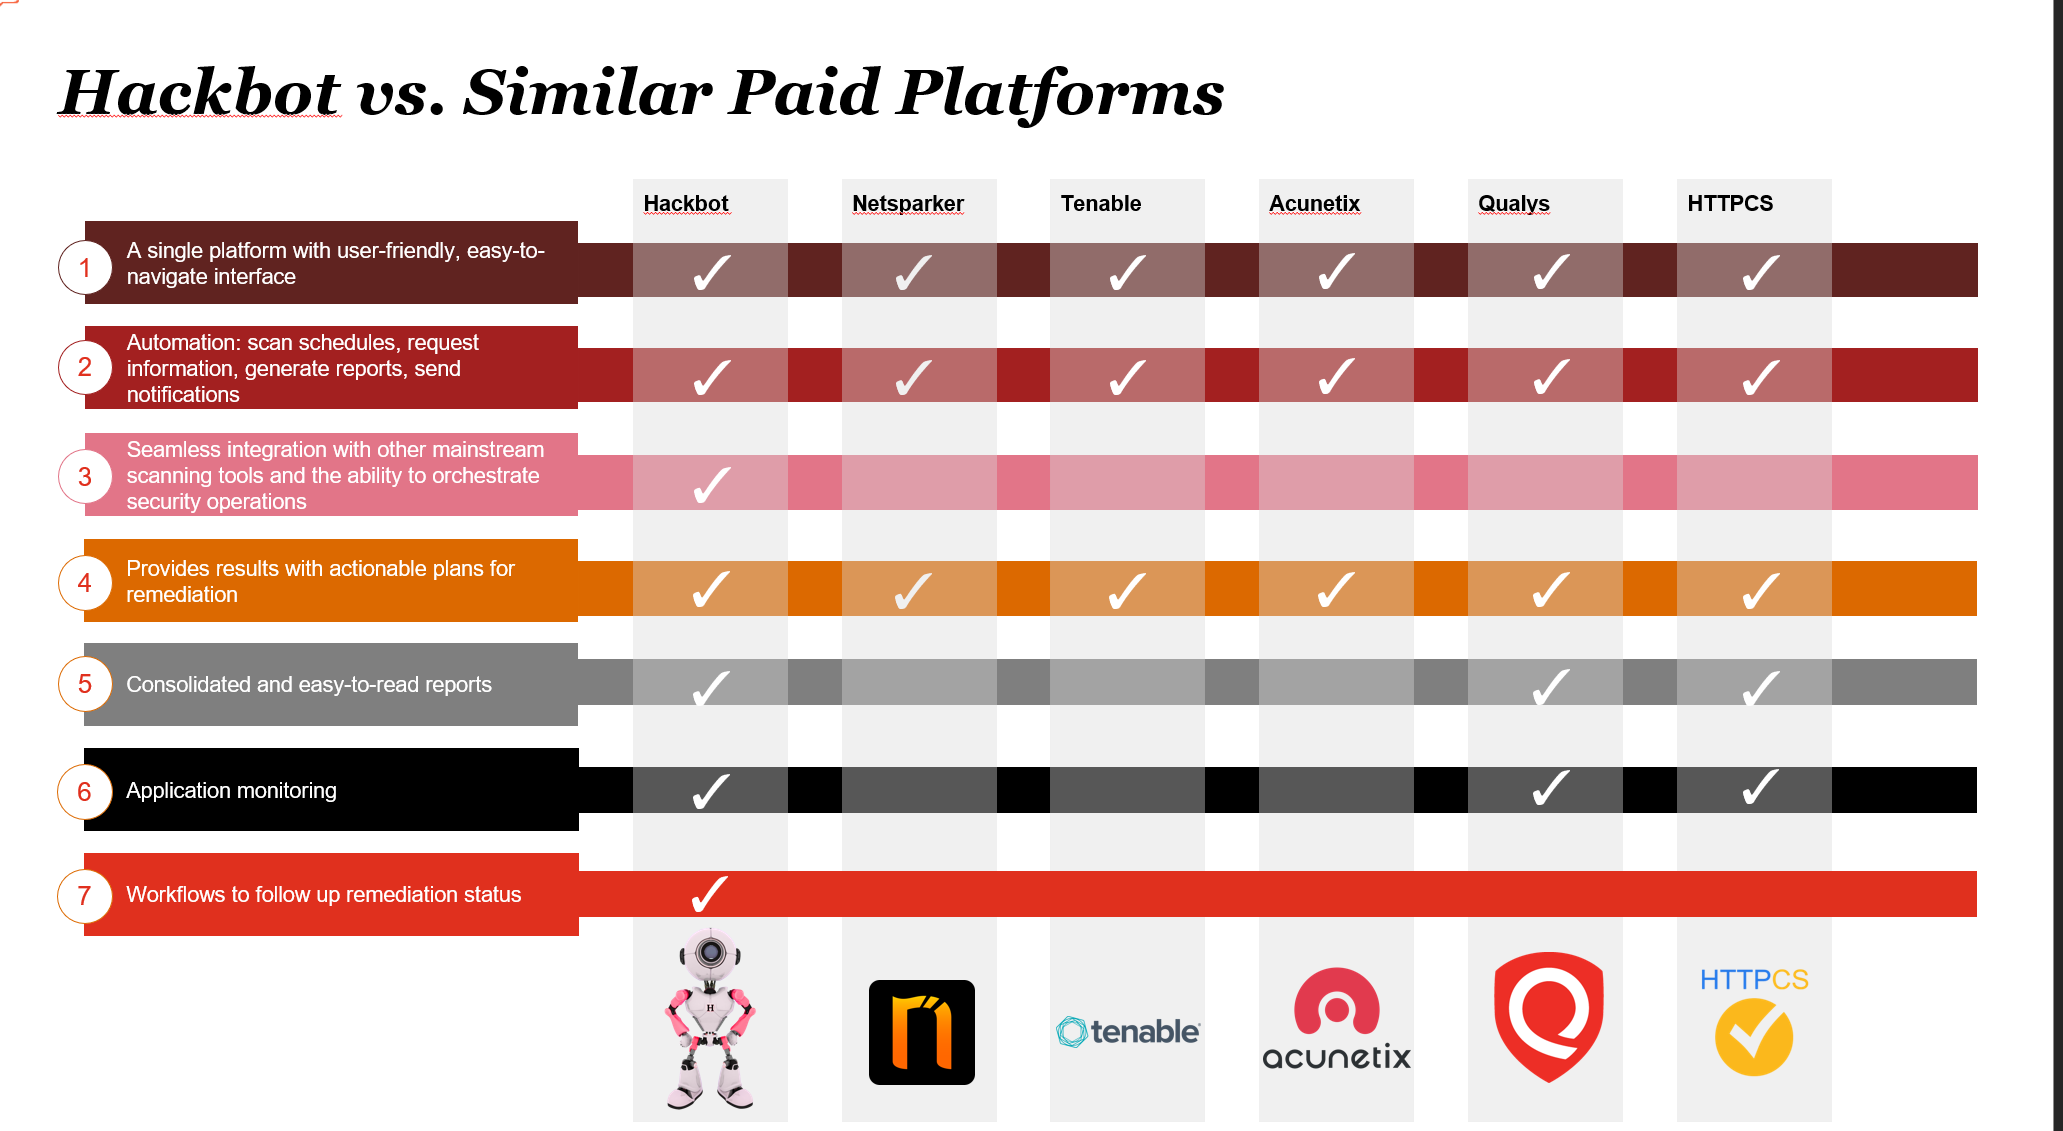 Hackbot vs. Similar Paid Platforms
Hackbot Netsparker Tenable Acunetix Qualys HTTPCS
1
A single platform with user-friendly, easy-to-
navigate interface
2
Automation: scan schedules, request
information, generate reports, send
notifications
3
Seamless integration with other mainstream
scanning tools and the ability to orchestrate
security operations
4
Provides results with actionable plans for
remediation
5
Consolidated and easy-to-read reports
6
Application monitoring
7
Workflows to follow up remediation status
H
n
tenable
acunetix
HTTPCS